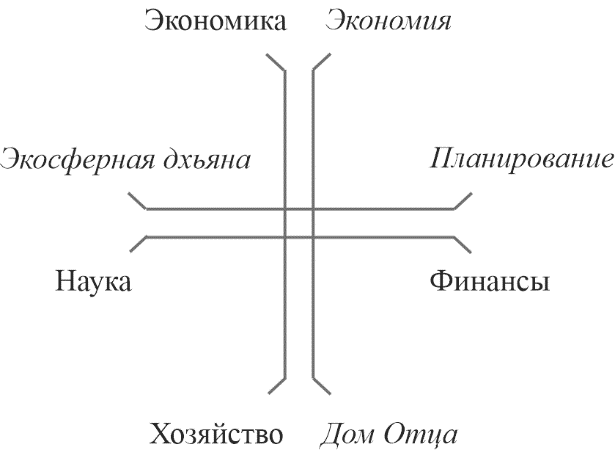 Экономика Экономия
Экосферная дхьяна Планирование
Наука Финансы
Хозяйство Дом Отца